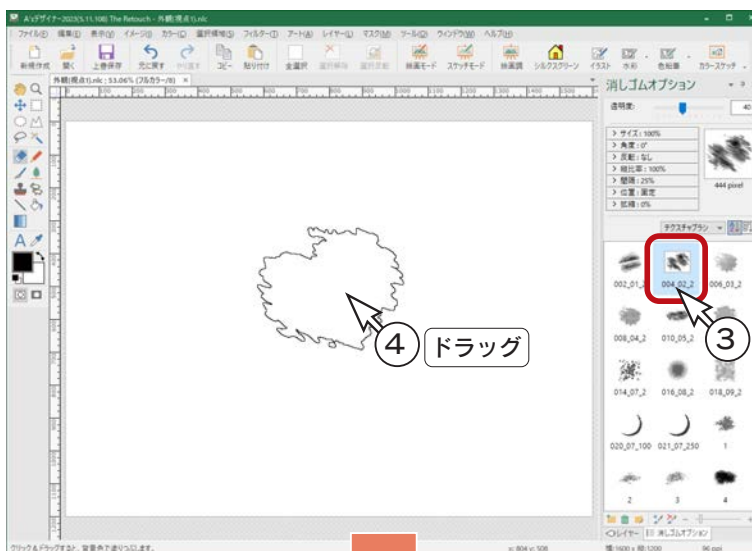 A'sデザイナー2023(5.11.108) The Retouch - 外観(視点1).nlc
ファイル(F) 編集(E) 表示(V) イメージ(I) カラー(C) 選択領域(S) フィルター(T) アート(A) レイヤー(L) マスク(M) ツール(O) ウィンドウ(W) ヘルプ(H)
新規作成 開く 上書保存 元に戻す やり直す コピー 貼り付け 全選択 選択解除 選択反転 絵画モード スケッチモード 絵画調 シルクスクリーン イラスト 水彩 色鉛筆 カラースケッチ
外観(視点1).nlc : 53.06% (フルカラー/8) ×
消しゴムオプション
透明度:
40
> サイズ : 100%
> 角度 : 0°
> 反転 : なし
> 縦比率 : 100%
> 間隔 : 25%
> 位置 : 固定
> 拡縮 : 0%
444 pixel
テクスチャブラシ
002_01_2 004_02_2 006_03_2
③
008_04_2 010_05_2
④ ドラッグ
014_07_2 016_08_2 018_09_2
020_07_100 021_07_250 1
2 3 4
レイヤー 消しゴムオプション
クリック&ドラッグすると、背景色で塗りつぶします。
x: 804 y: 508
幅:1600 x 縦:1200
96 ppi